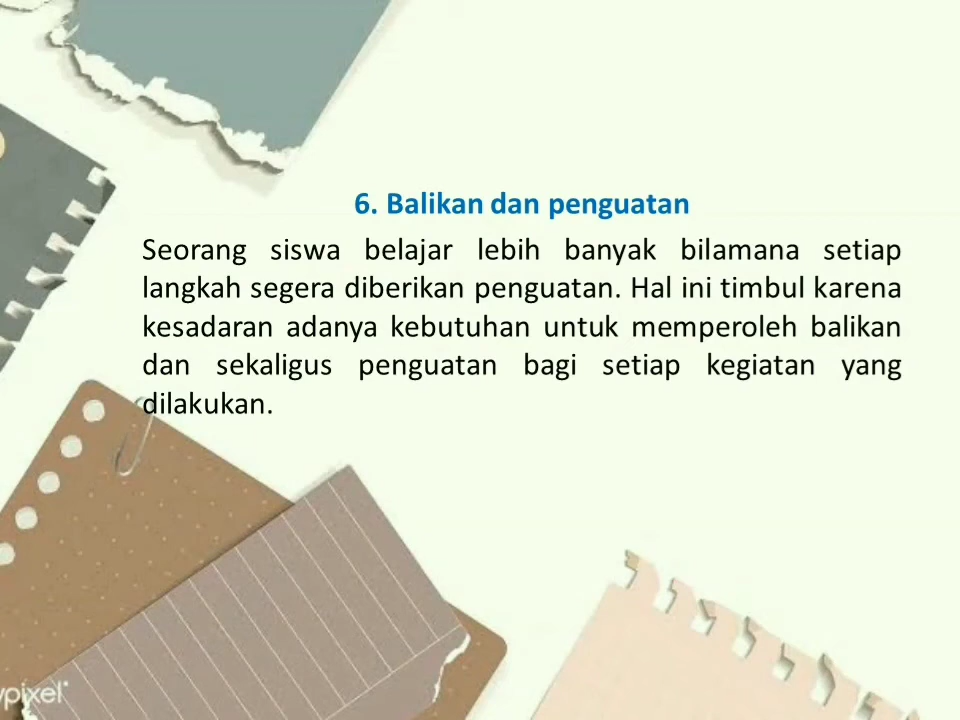 6. Balikan dan penguatan
Seorang siswa belajar lebih banyak bilamana setiap
langkah segera diberikan penguatan. Hal ini timbul karena
kesadaran adanya kebutuhan untuk memperoleh balikan
dan sekaligus penguatan bagi setiap kegiatan yang
dilakukan.